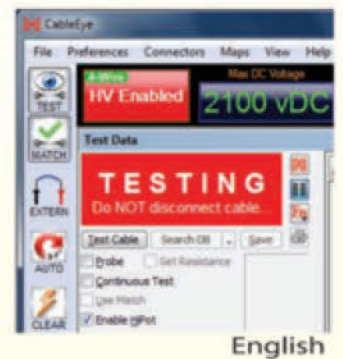 CableEye
File Preferences Connectors Maps View Help
4-Wire
HV Enabled
Max DC Voltage
2100 vDC
TEST
Test Data
MATCH
TESTING
Do NOT disconnect cable...
EXTERN
Test Cable Search DB Save
AUTO
Probe Get Resistance
Continuous Test
Use Match
CLEAR
Enable HiPot
English